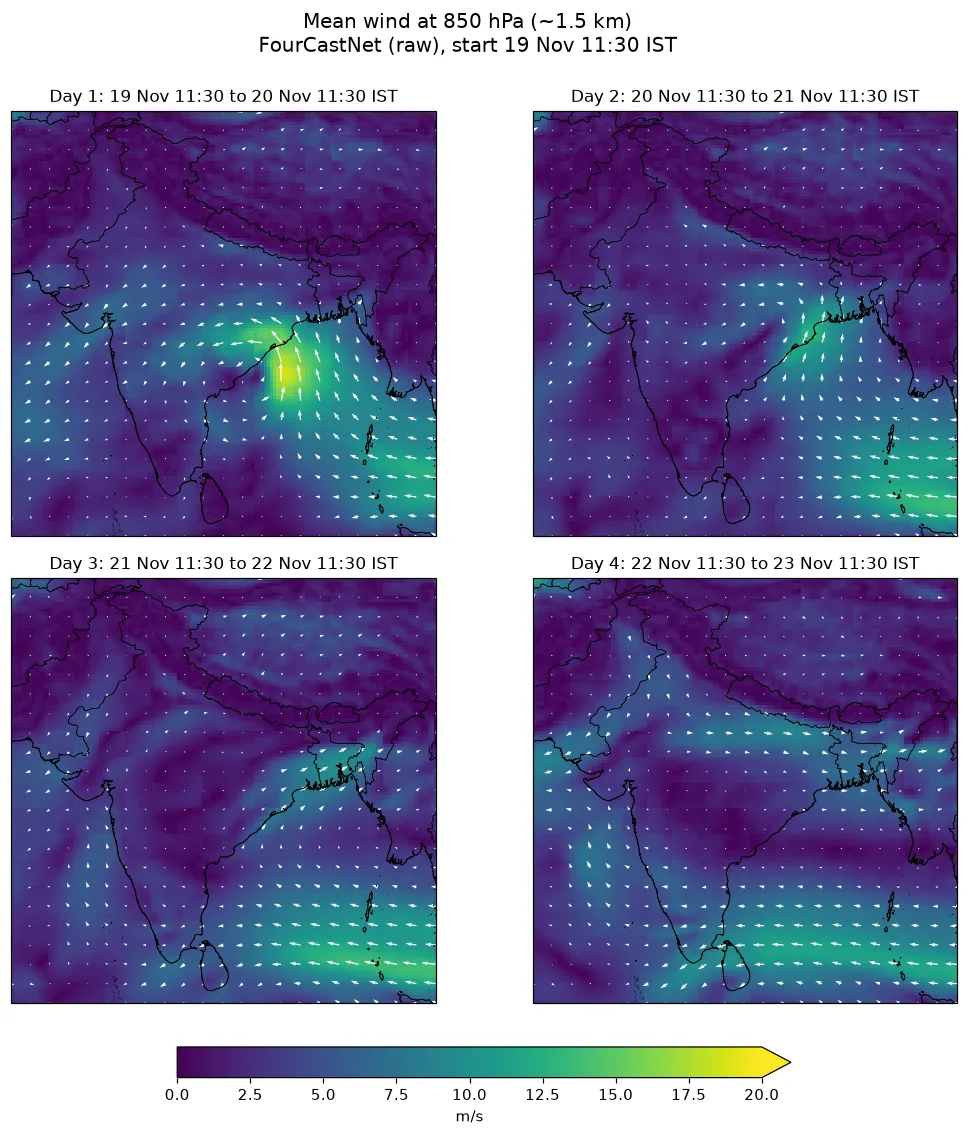 Mean wind at 850 hPa (~1.5 km)
FourCastNet (raw), start 19 Nov 11:30 IST
Day 1: 19 Nov 11:30 to 20 Nov 11:30 IST
Day 2: 20 Nov 11:30 to 21 Nov 11:30 IST
Day 3: 21 Nov 11:30 to 22 Nov 11:30 IST
Day 4: 22 Nov 11:30 to 23 Nov 11:30 IST
0.0 2.5 5.0 7.5 10.0 12.5 15.0 17.5 20.0
m/s